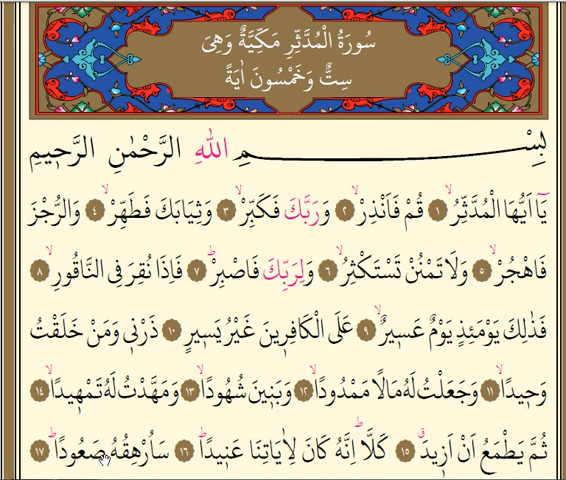 سُورَةُ الْمُدَّثِّرِ مَكِّيَّةٌ وَهِىَ
سِتٌّ وَخَمْسُونَ اٰيَةً
بِسْمِ اللّٰهِ الرَّحْمٰنِ الرَّحٖيمِ
يَٓا اَيُّهَا الْمُدَّثِّرُۙ ١ قُمْ فَاَنْذِرْۙ ٢ وَرَبَّكَ فَكَبِّرْۙ ٣ وَثِيَابَكَ فَطَهِّرْۙ ٤ وَالرُّجْزَ
فَاهْجُرْۙ ٥ وَلَا تَمْنُنْ تَسْتَكْثِرُۙ ٦ وَلِرَبِّكَ فَاصْبِرْۜ ٧ فَاِذَا نُقِرَ فِى النَّاقُورِۙ ٨
فَذٰلِكَ يَوْمَئِذٍ يَوْمٌ عَسٖيرٌۙ ٩ عَلَى الْكَافِرٖينَ غَيْرُ يَسٖيرٍ ١٠ ذَرْنٖى وَمَنْ خَلَقْتُ
وَحٖيدًاۙ ١١ وَجَعَلْتُ لَهُ مَالًا مَمْدُودًاۙ ١٢ وَبَنٖينَ شُهُودًاۙ ١٣ وَمَهَّدْتُ لَهُ تَمْهٖيدًاۙ ١٤
ثُمَّ يَطْمَعُ اَنْ اَزٖيدَۗ ١٥ كَلَّاۜ اِنَّهُ كَانَ لِاٰيَاتِنَا عَنٖيدًاۜ ١٦ سَاُرْهِقُهُ صَعُودًاۜ ١٧